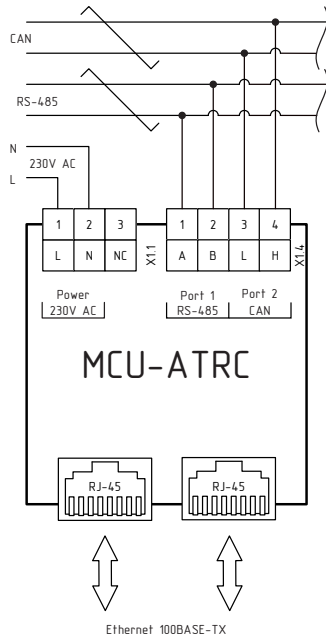 CAN
RS-485
N
230V AC
L
1 2 3 1 2 3 4
L N NC X1.1 A B L H X1.4
Power Port 1 Port 2
230V AC RS-485 CAN
MCU-ATRC
RJ-45 RJ-45
Ethernet 100BASE-TX